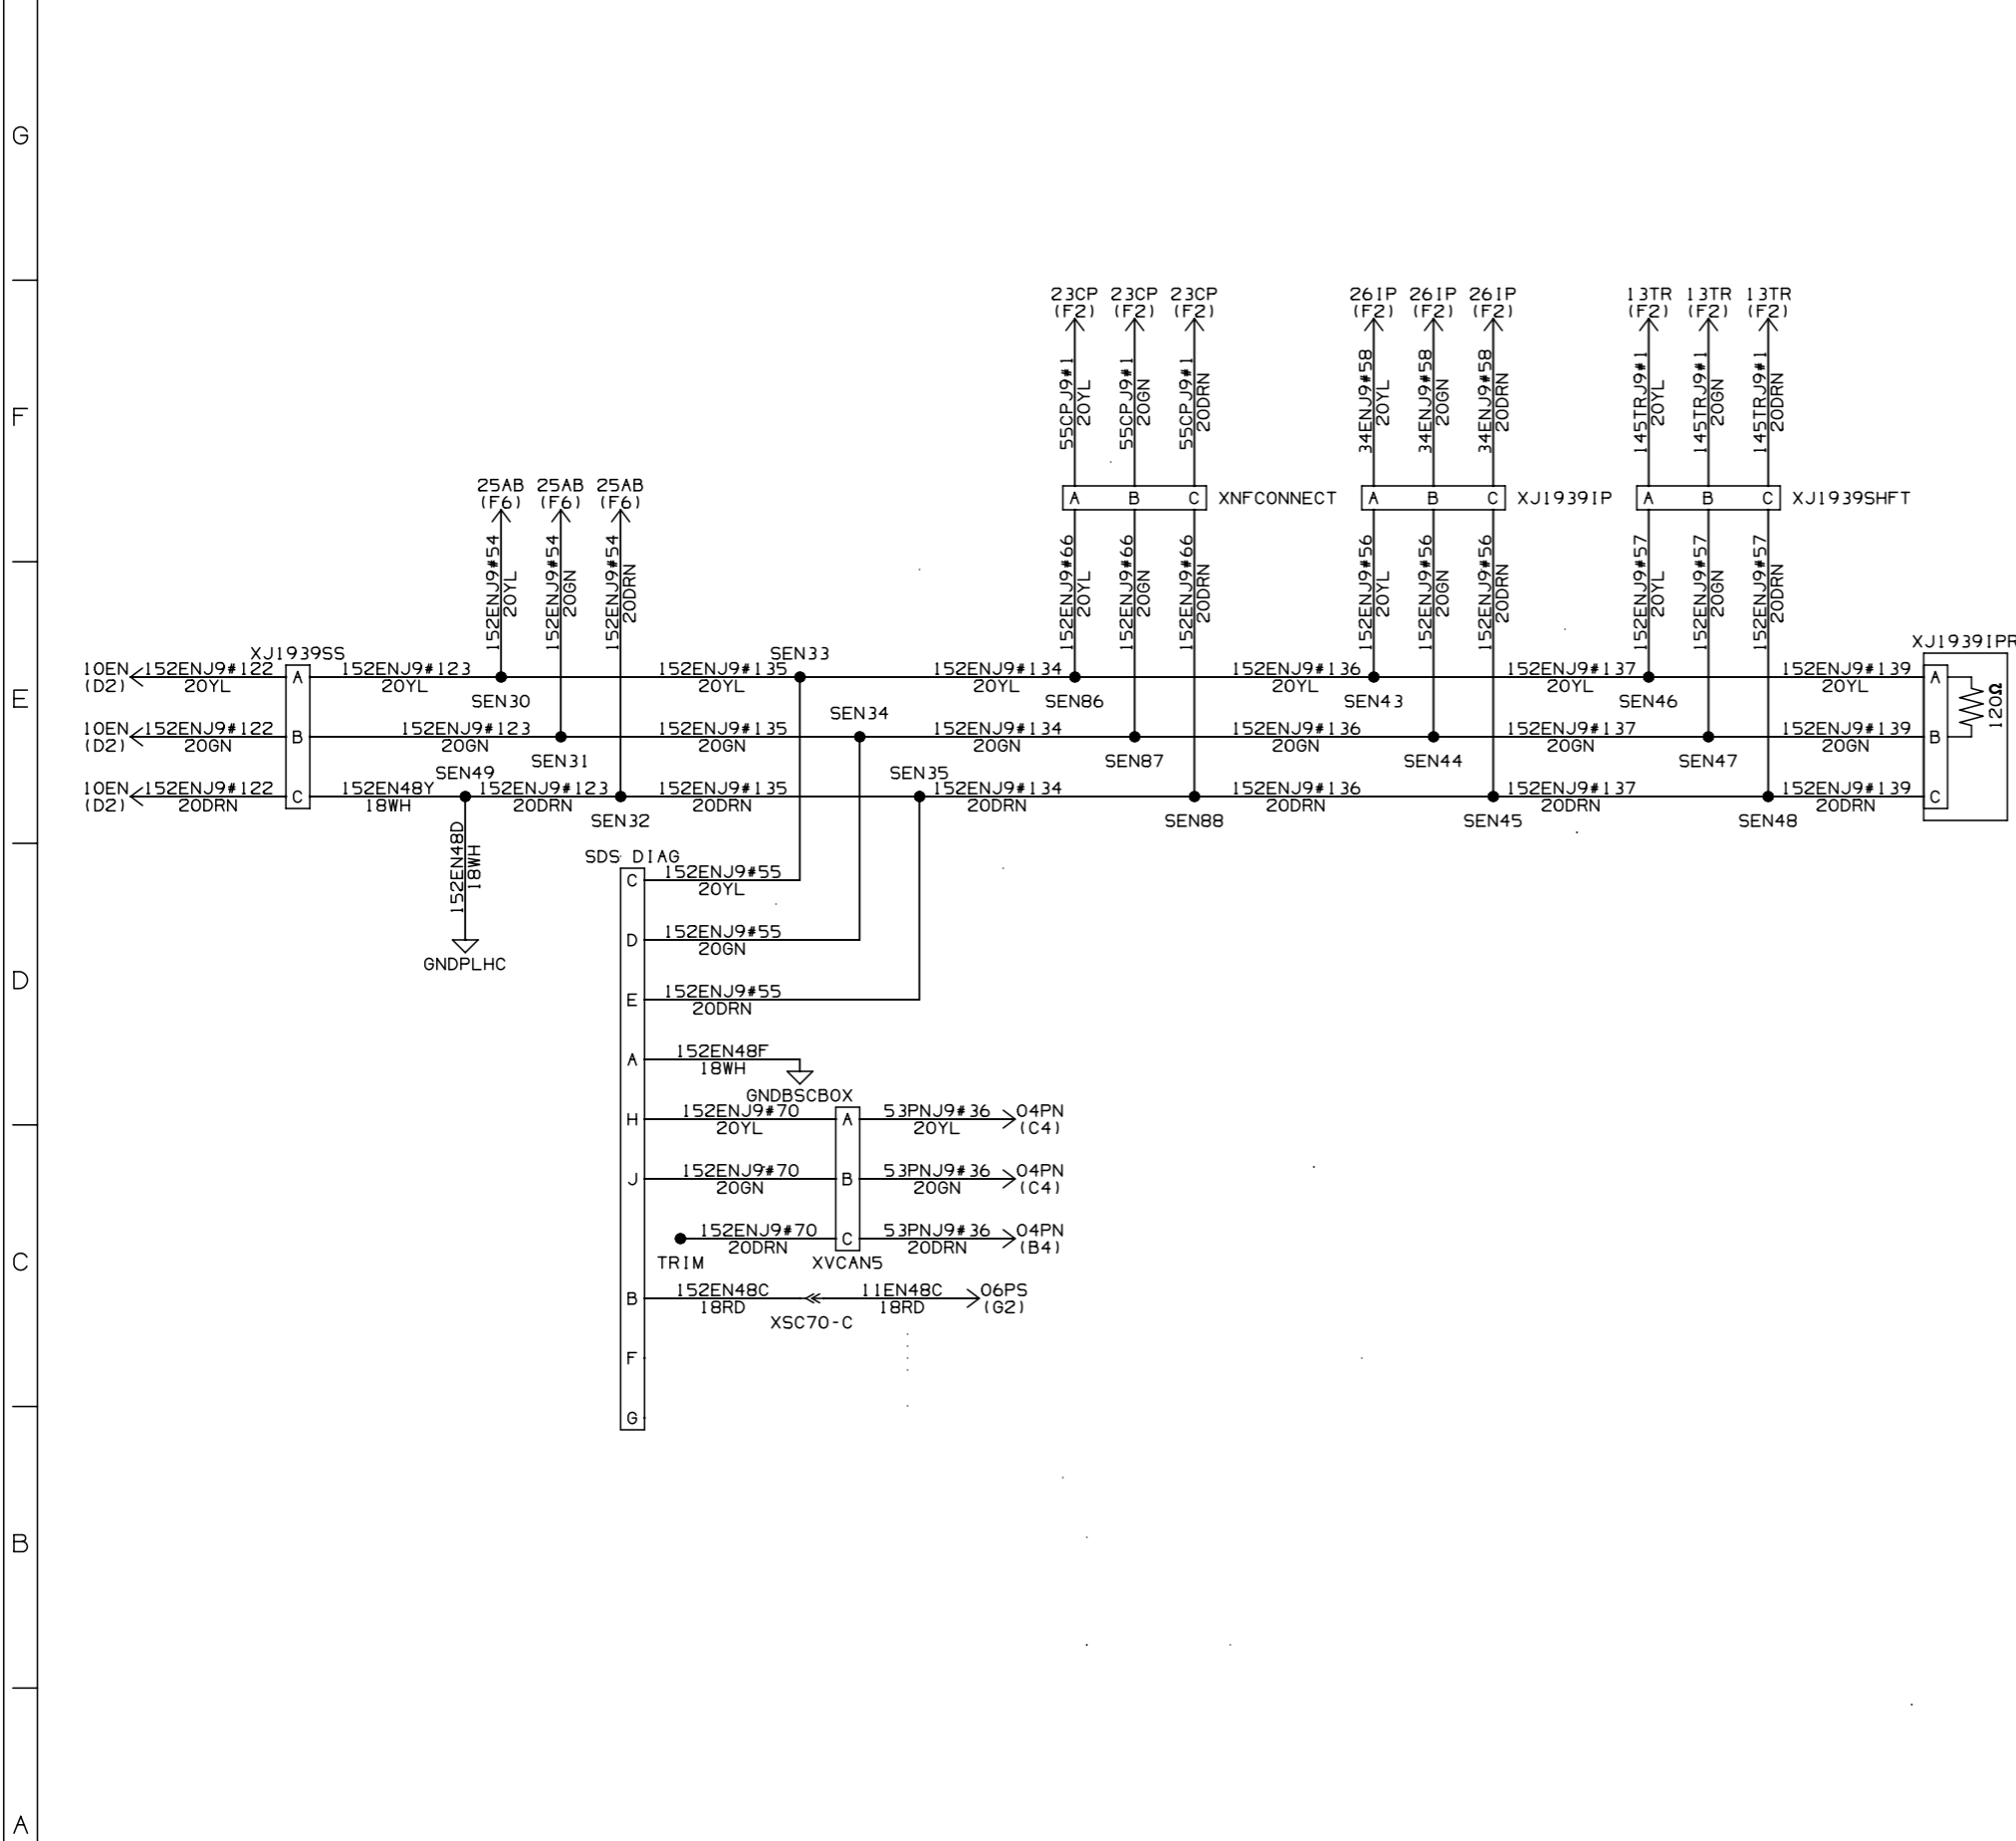 G
F
E
D
C
B
A
23CP 23CP 23CP
(F2) (F2) (F2)
26IP 26IP 26IP
(F2) (F2) (F2)
13TR 13TR 13TR
(F2) (F2) (F2)
55CPJ9#1
20YL
55CPJ9#1
20GN
55CPJ9#1
20DRN
34ENJ9#58
20YL
34ENJ9#58
20GN
34ENJ9#58
20DRN
145TRJ9#1
20YL
145TRJ9#1
20GN
145TRJ9#1
20DRN
A B C XNFCONNECT
A B C XJ1939IP
A B C XJ1939SHFT
25AB 25AB 25AB
(F6) (F6) (F6)
152ENJ9#54
20YL
152ENJ9#54
20GN
152ENJ9#54
20DRN
152ENJ9#66
20YL
152ENJ9#66
20GN
152ENJ9#66
20DRN
152ENJ9#56
20YL
152ENJ9#56
20GN
152ENJ9#56
20DRN
152ENJ9#57
20YL
152ENJ9#57
20GN
152ENJ9#57
20DRN
XJ1939SS
SEN33
XJ1939IPR
10EN 152ENJ9#122 A 152ENJ9#123 152ENJ9#135 152ENJ9#134 152ENJ9#136 152ENJ9#137 152ENJ9#139 A
(D2) 20YL 20YL 20YL 20YL 20YL 20YL 20YL
SEN30 SEN34 SEN86 SEN43 SEN46
120Ω
10EN 152ENJ9#122 B 152ENJ9#123 152ENJ9#135 152ENJ9#134 152ENJ9#136 152ENJ9#137 152ENJ9#139 B
(D2) 20GN 20GN 20GN 20GN 20GN 20GN 20GN
SEN49 SEN31 SEN35 SEN87 SEN44 SEN47
10EN 152ENJ9#122 C 152EN48Y 152ENJ9#123 152ENJ9#135 152ENJ9#134 152ENJ9#136 152ENJ9#137 152ENJ9#139 C
(D2) 20DRN 18WH 20DRN 20DRN 20DRN 20DRN 20DRN 20DRN
SEN32 SEN88 SEN45 SEN48
152EN48D
18WH
GNDPLHC
SDS DIAG
C 152ENJ9#55
20YL
D 152ENJ9#55
20GN
E 152ENJ9#55
20DRN
A 152EN48F
18WH
GNDBSCBOX
H 152ENJ9#70 A 53PNJ9#36 04PN
20YL 20YL (C4)
J 152ENJ9#70 B 53PNJ9#36 04PN
20GN 20GN (C4)
152ENJ9#70 C 53PNJ9#36 04PN
20DRN 20DRN (B4)
TRIM XVCAN5
B 152EN48C 11EN48C 06PS
18RD 18RD (G2)
XSC70-C
F
G